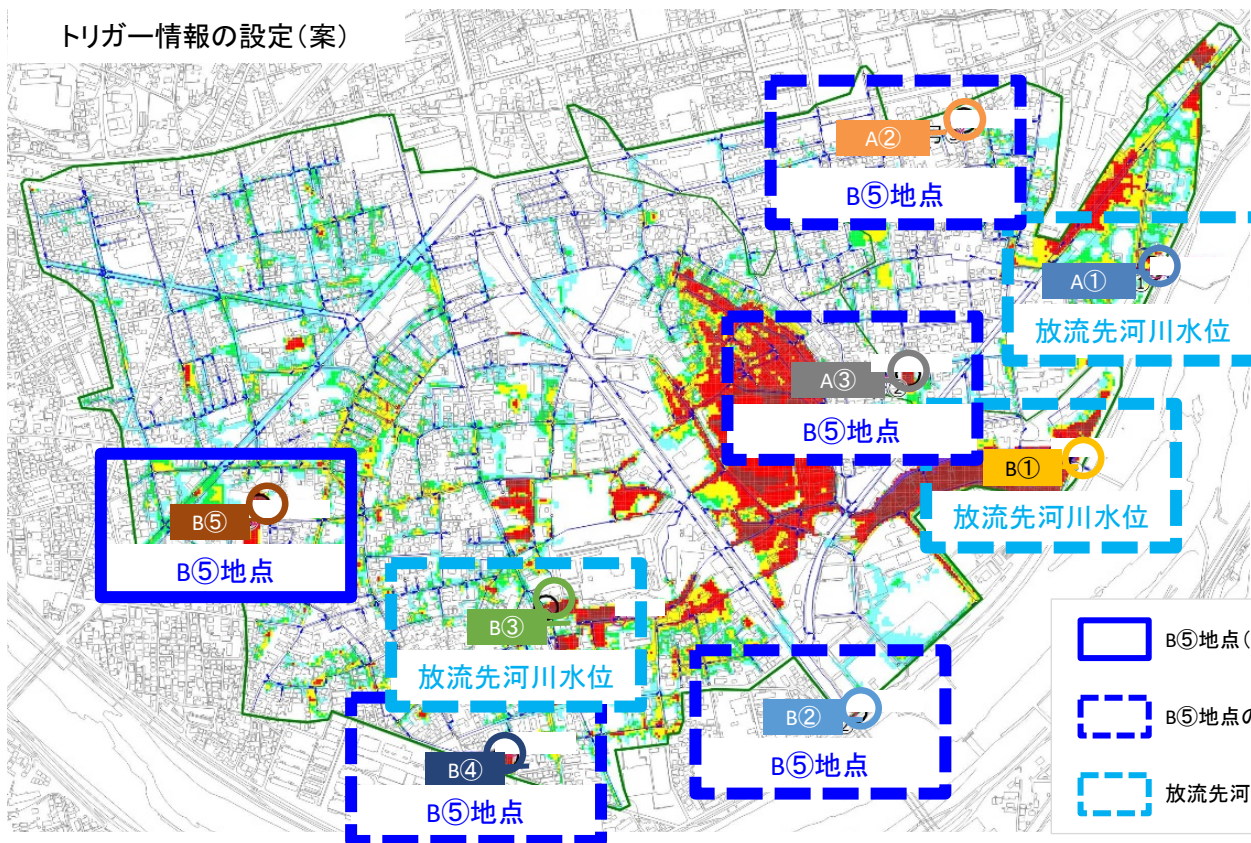 トリガー情報の設定(案)
A②
B⑤地点
A①
放流先河川水位
A③
B⑤地点
B①
放流先河川水位
B⑤
B⑤地点
B③
放流先河川水位
B②
B⑤地点
B④
B⑤地点
B⑤地点(
B⑤地点の
放流先河